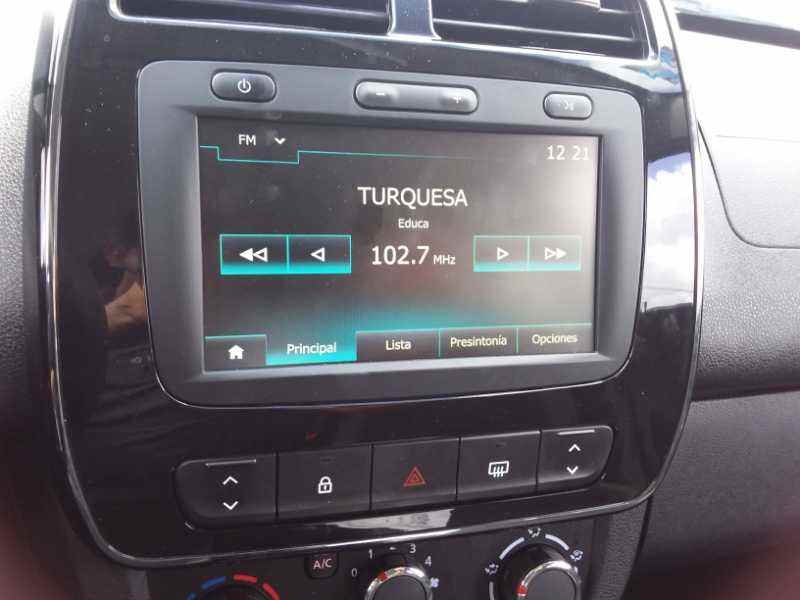 FM
12 21
TURQUESA
Educa
102.7 MHz
Principal
Lista
Presintonía
Opciones
A/C
0 1 3 4